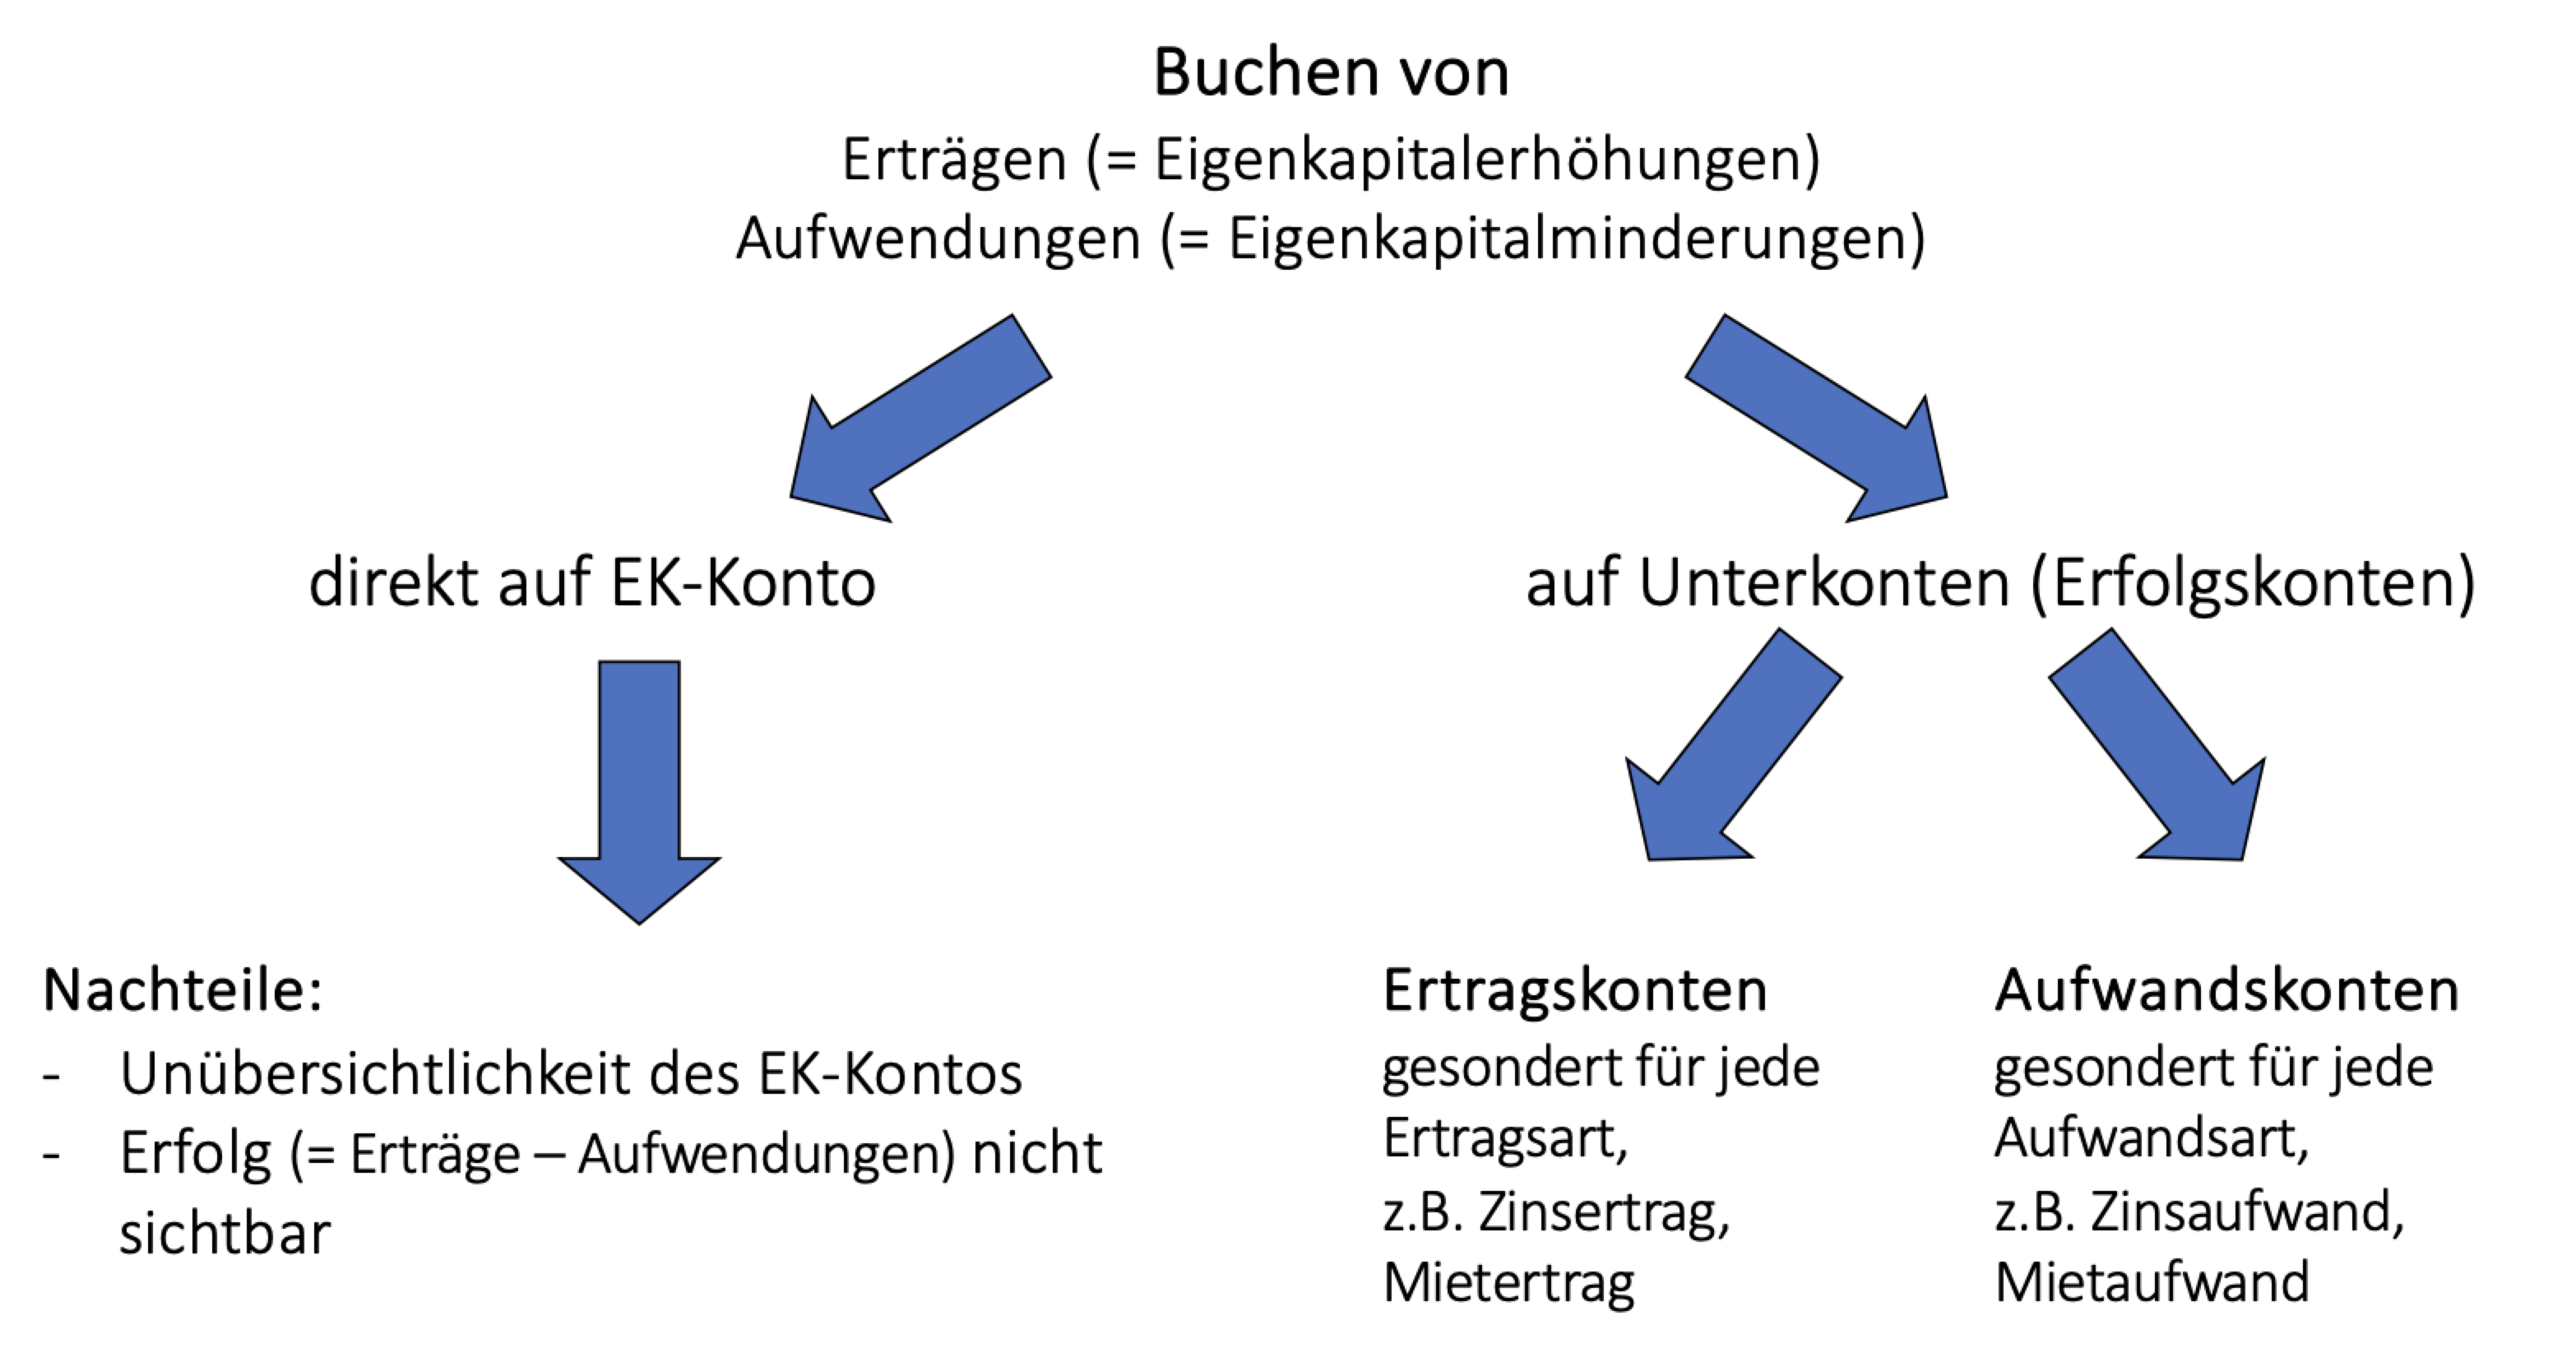 Buchen von
Erträgen (= Eigenkapitalerhöhungen)
Aufwendungen (= Eigenkapitalminderungen)
direkt auf EK-Konto
auf Unterkonten (Erfolgskonten)
Nachteile:
- Unübersichtlichkeit des EK-Kontos
- Erfolg (= Erträge – Aufwendungen) nicht
sichtbar
Ertragskonten
gesondert für jede
Ertragsart,
z.B. Zinsertrag,
Mietertrag
Aufwandskonten
gesondert für jede
Aufwandsart,
z.B. Zinsaufwand,
Mietaufwand